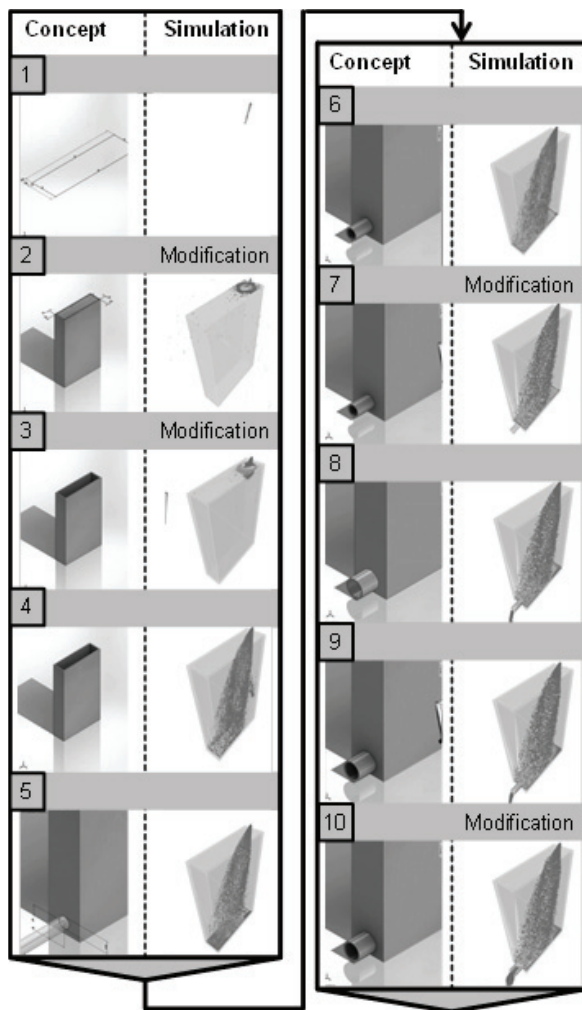 Concept Simulation
1
2 Modification
3 Modification
4
5
Concept Simulation
6
7 Modification
8
9
10 Modification